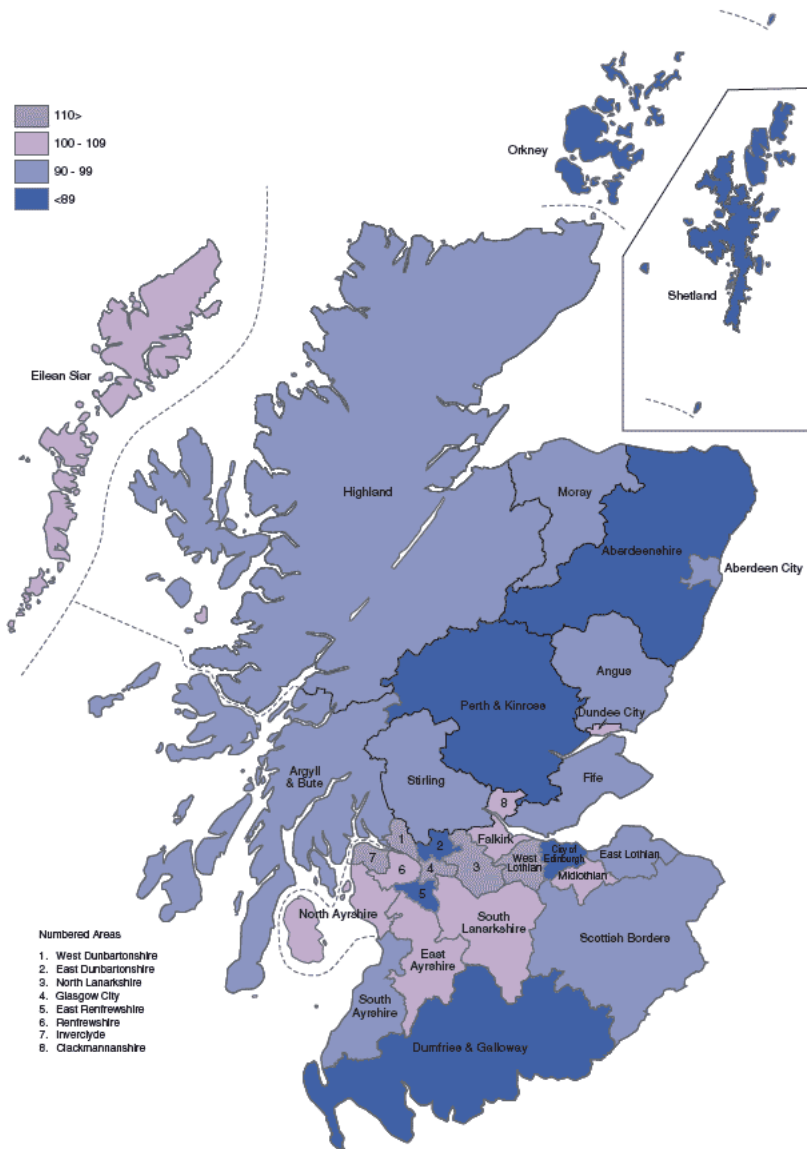 110>
100 - 109
90 - 99
<89
Orkney
Shetland
Eilean Siar
Highland
Moray
Aberdeenshire
Aberdeen City
Angus
Perth & Kinross
Dundee City
Argyll
& Bute
Stirling
Fife
8
1
2
Falkirk
City of
Edinburgh
East Lothian
7
6
4
3
West
Lothian
Midlothian
5
North Ayrshire
South
Lanarkshire
Scottish Borders
East
Ayrshire
South
Ayrshire
Dumfries & Galloway
Numbered Areas
1. West Dunbartonshire
2. East Dunbartonshire
3. North Lanarkshire
4. Glasgow City
5. East Renfrewshire
6. Renfrewshire
7. Inverclyde
8. Clackmannanshire